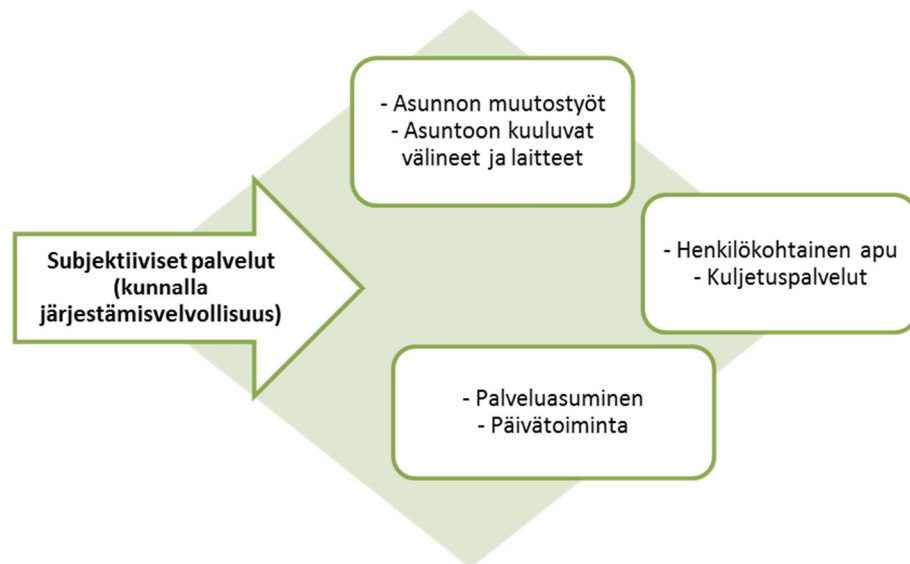 - Asunnon muutostyöt
- Asuntoon kuuluvat
välineet ja laitteet
- Henkilökohtainen apu
- Kuljetuspalvelut
Subjektiiviset palvelut
(kunnalla
järjestämisvelvollisuus)
- Palveluasuminen
- Päivätoiminta